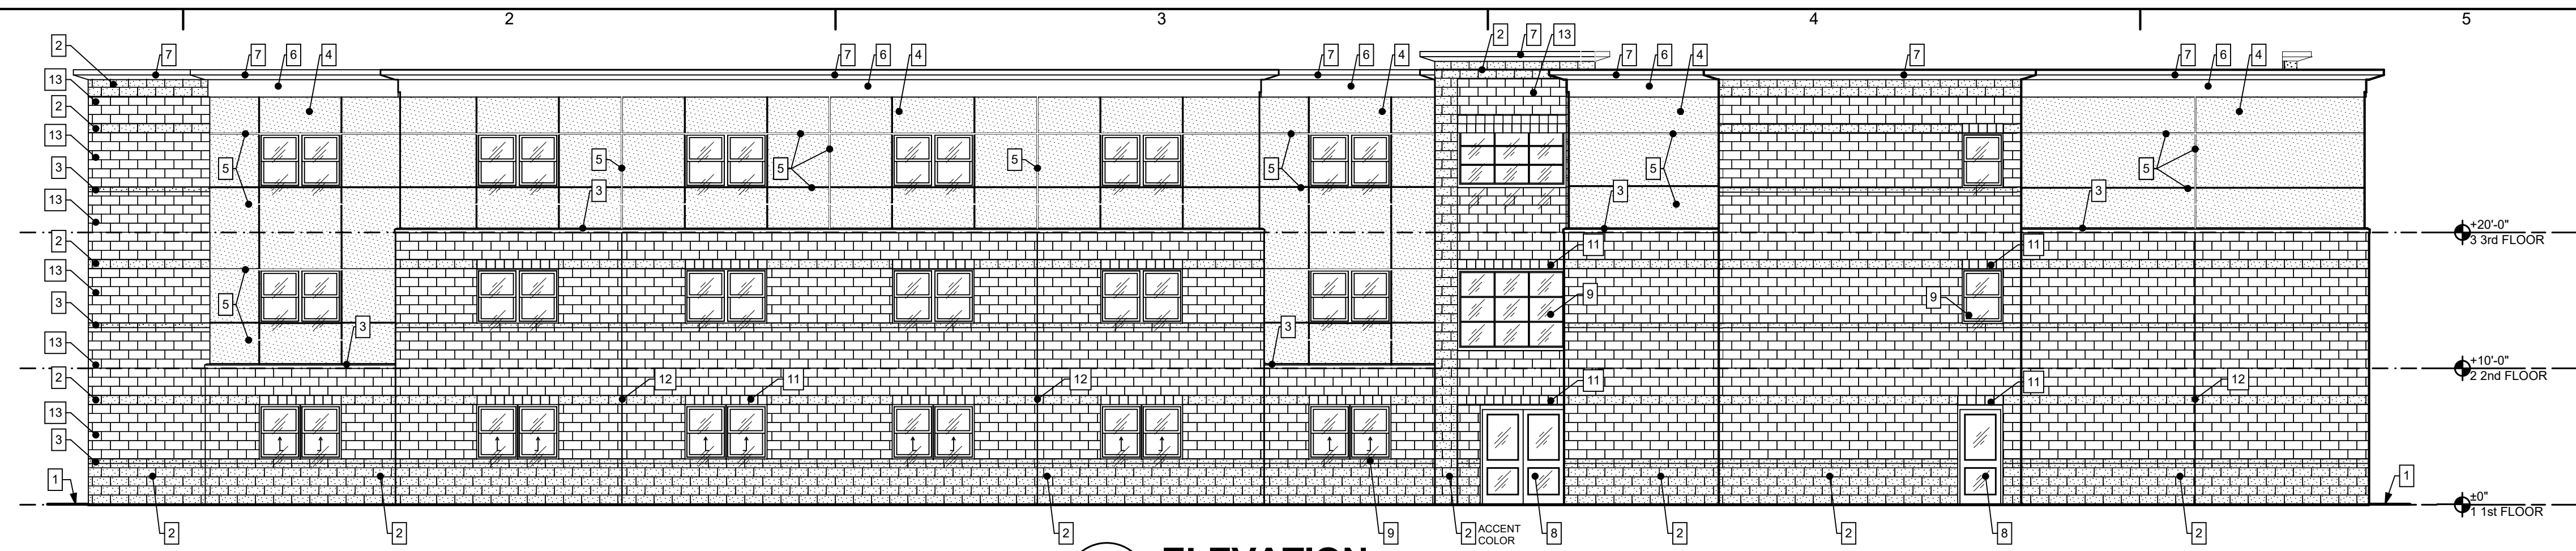 2 3 4 5
2 7 7 6 4 7 6 4 7 6 4 2 7 13 7 6 4 7 7 6 4
13
2
13
3
13
2
13
3
13
2
13
3
1
5 5 5 5 5 5 5
3 3 3
5
3 3
11 11
9 9
12 11 12 11 11 12
+20'-0"
3 3rd FLOOR
+10'-0"
2 2nd FLOOR
1
±0"
1 1st FLOOR
2 2 2 9 2 ACCENT
COLOR
8 2 2 8 2
ELEVATION